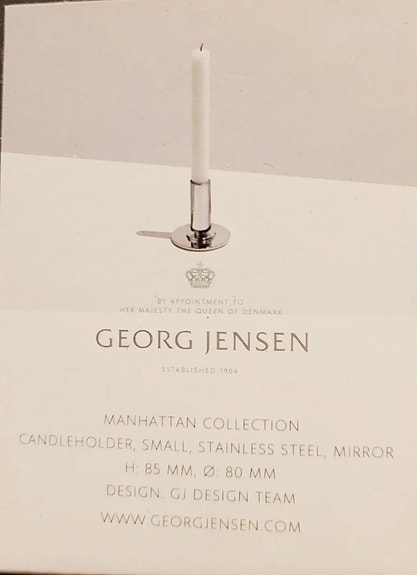 BY APPOINTMENT TO
HER MAJESTY THE QUEEN OF DENMARK
GEORG JENSEN
ESTABLISHED 1904
MANHATTAN COLLECTION
CANDLEHOLDER, SMALL, STAINLESS STEEL, MIRROR
H: 85 MM, Ø: 80 MM
DESIGN: GJ DESIGN TEAM
WWW.GEORGJENSEN.COM